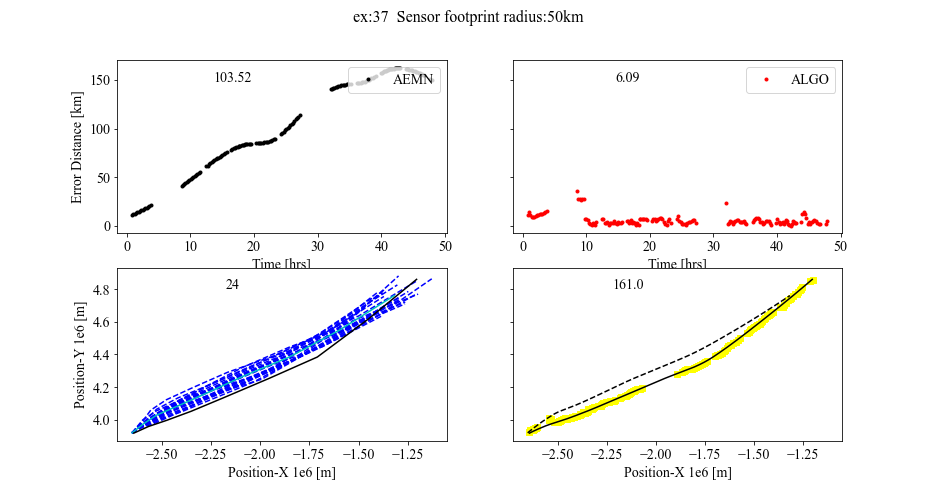 ex:37 Sensor footprint radius:50km
103.52
AEMN
6.09
ALGO
Error Distance [km]
150
100
50
0
0 10 20 30 40 50
0 10 20 30 40 50
Time [hrs]
Time [hrs]
24
161.0
Position-Y 1e6 [m]
4.8
4.6
4.4
4.2
4.0
−2.50 −2.25 −2.00 −1.75 −1.50 −1.25
−2.50 −2.25 −2.00 −1.75 −1.50 −1.25
Position-X 1e6 [m]
Position-X 1e6 [m]